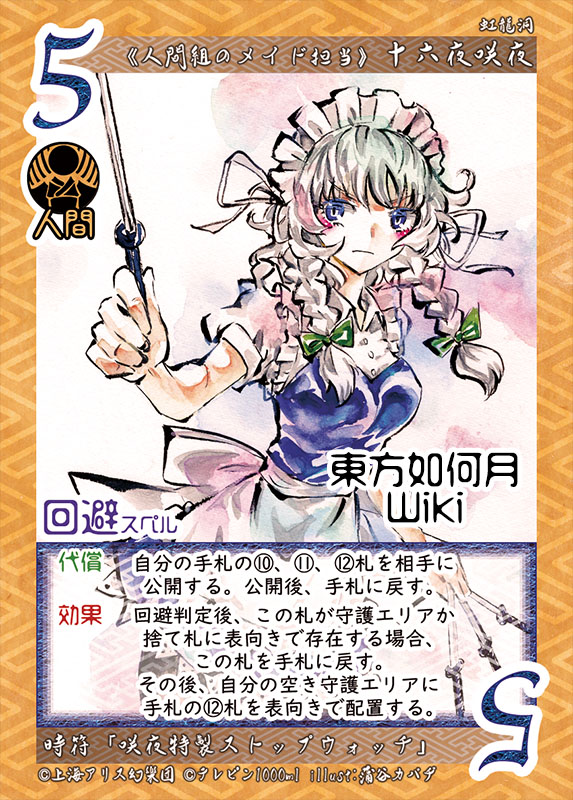 虹龍洞
5
《人間組のメイド担当》 十六夜咲夜
人間
東方如何月
Wiki
回避スペル
代償 自分の手札の⑩、⑪、⑫札を相手に
公開する。公開後、手札に戻す。
効果 回避判定後、この札が守護エリアか
捨て札に表向きで存在する場合、
この札を手札に戻す。
その後、自分の空き守護エリアに
手札の⑫札を表向きで配置する。
5
時符「咲夜特製ストップウォッチ」
©上海アリス幻樂団 ©テレピン1000ml illust:蒲谷カバヂ